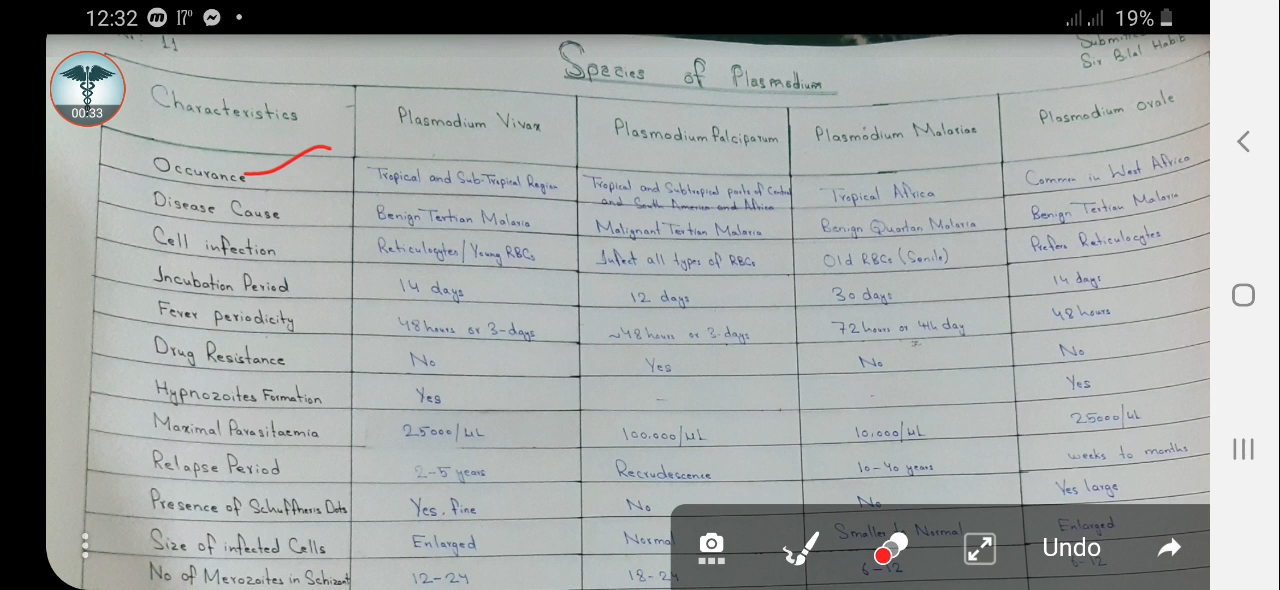 12:32 17° 19%
11
Submitte
Sir Bilal Habib
00:33
Species of Plasmodium
Characteristics Plasmodium Vivax Plasmodium falciparum Plasmodium Malariae Plasmodium ovale
Occurance Tropical and Sub-Tropical Region Tropical and Subtropical parts of Central and South America and Africa Tropical Africa Common in West Africa
Disease Cause Benign Tertian Malaria Malignant Tertian Malaria Benign Quartan Malaria Benign Tertian Malaria
Cell infection Reticulocytes/Young RBCs Infect all types of RBCs Old RBCs (Senile) Prefers Reticulocytes
Incubation Period 14 days 12 days 30 days 14 days
Fever periodicity 48 hours or 3-days ~48 hours or 3-days 72 hours or 4th day 48 hours
Drug Resistance No Yes No No
Hypnozoites Formation Yes - - Yes
Maximal Parasitaemia 25000/uL 100,000/uL 10,000/uL 25000/uL
Relapse Period 2-5 years Recrudescence 10-40 years weeks to months
Presence of Schuffners Dots Yes, fine No No Yes large
Size of infected Cells Enlarged Normal Smaller to Normal Enlarged
No of Merozoites in Schizont 12-24 18-24 6-12 6-12
Undo